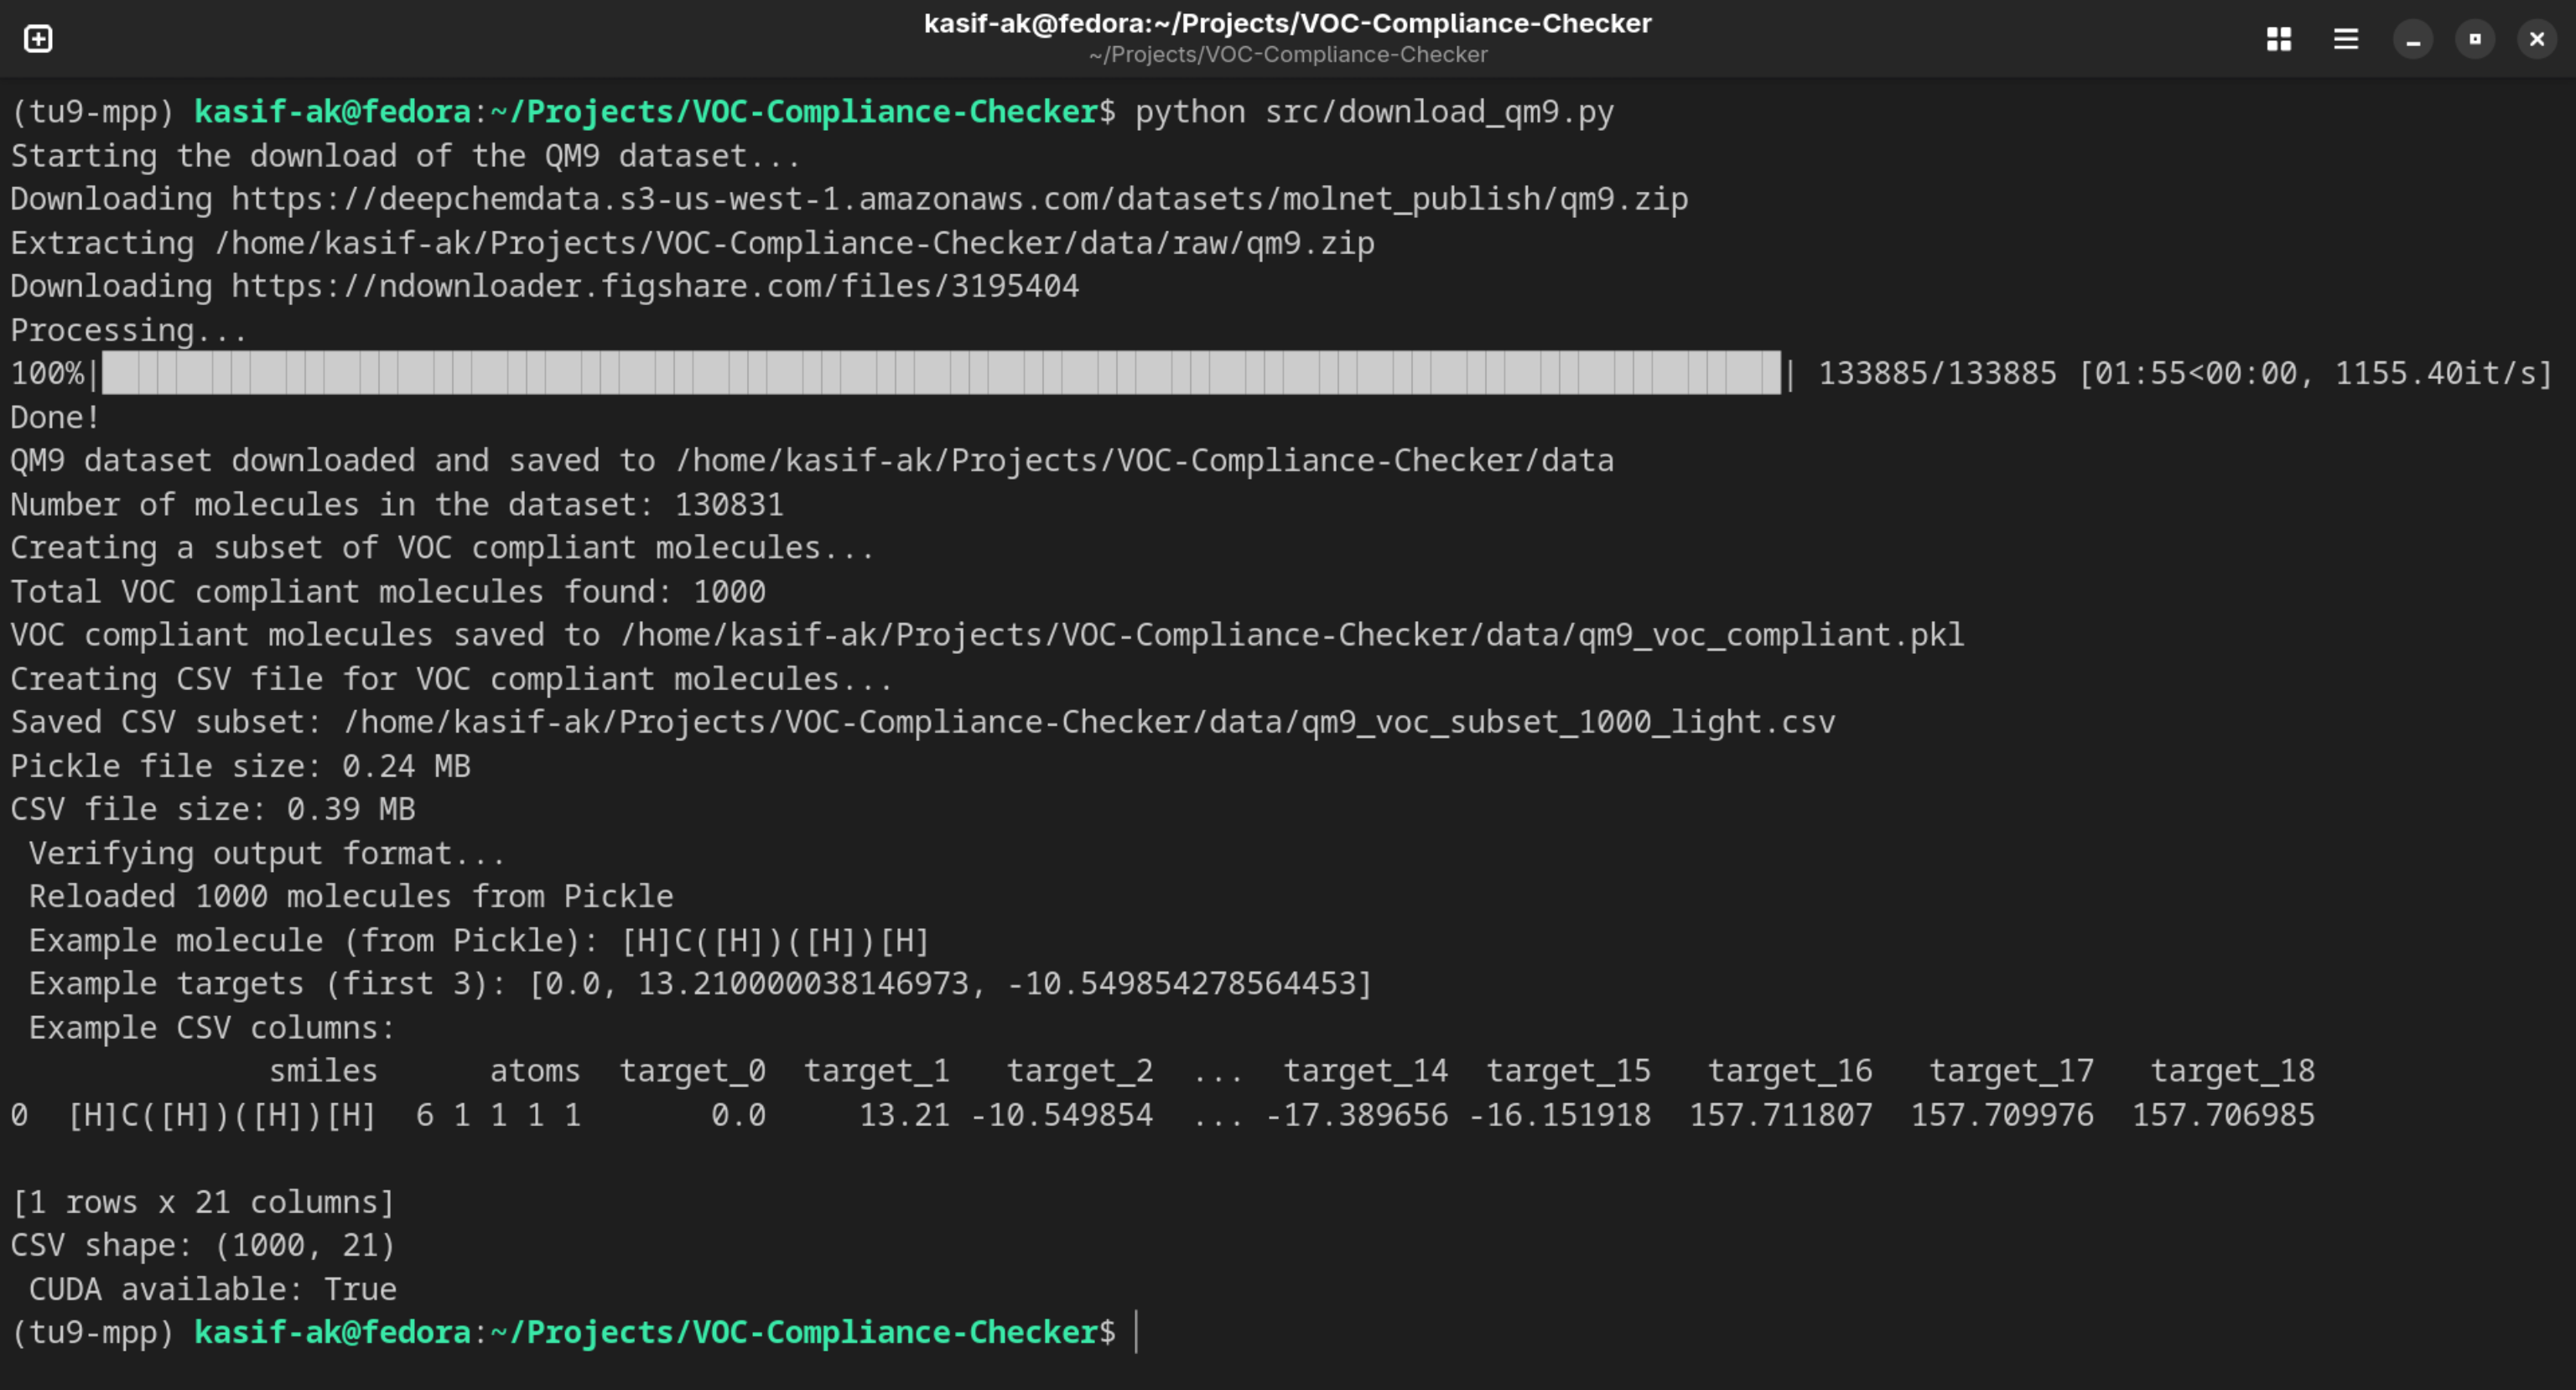 kasif-ak@fedora:~/Projects/VOC-Compliance-Checker
~/Projects/VOC-Compliance-Checker
(tu9-mpp) kasif-ak@fedora:~/Projects/VOC-Compliance-Checker$ python src/download_qm9.py
Starting the download of the QM9 dataset...
Downloading https://deepchemdata.s3-us-west-1.amazonaws.com/datasets/molnet_publish/qm9.zip
Extracting /home/kasif-ak/Projects/VOC-Compliance-Checker/data/raw/qm9.zip
Downloading https://ndownloader.figshare.com/files/3195404
Processing...
100%|██████████| 133885/133885 [01:55<00:00, 1155.40it/s]
Done!
QM9 dataset downloaded and saved to /home/kasif-ak/Projects/VOC-Compliance-Checker/data
Number of molecules in the dataset: 130831
Creating a subset of VOC compliant molecules...
Total VOC compliant molecules found: 1000
VOC compliant molecules saved to /home/kasif-ak/Projects/VOC-Compliance-Checker/data/qm9_voc_compliant.pkl
Creating CSV file for VOC compliant molecules...
Saved CSV subset: /home/kasif-ak/Projects/VOC-Compliance-Checker/data/qm9_voc_subset_1000_light.csv
Pickle file size: 0.24 MB
CSV file size: 0.39 MB
 Verifying output format...
 Reloaded 1000 molecules from Pickle
 Example molecule (from Pickle): [H]C([H])([H])[H]
 Example targets (first 3): [0.0, 13.210000038146973, -10.549854278564453]
 Example CSV columns:
              smiles      atoms  target_0  target_1   target_2  ...  target_14  target_15   target_16   target_17   target_18
0  [H]C([H])([H])[H]  6 1 1 1 1       0.0     13.21 -10.549854  ... -17.389656 -16.151918  157.711807  157.709976  157.706985
[1 rows x 21 columns]
CSV shape: (1000, 21)
 CUDA available: True
(tu9-mpp) kasif-ak@fedora:~/Projects/VOC-Compliance-Checker$